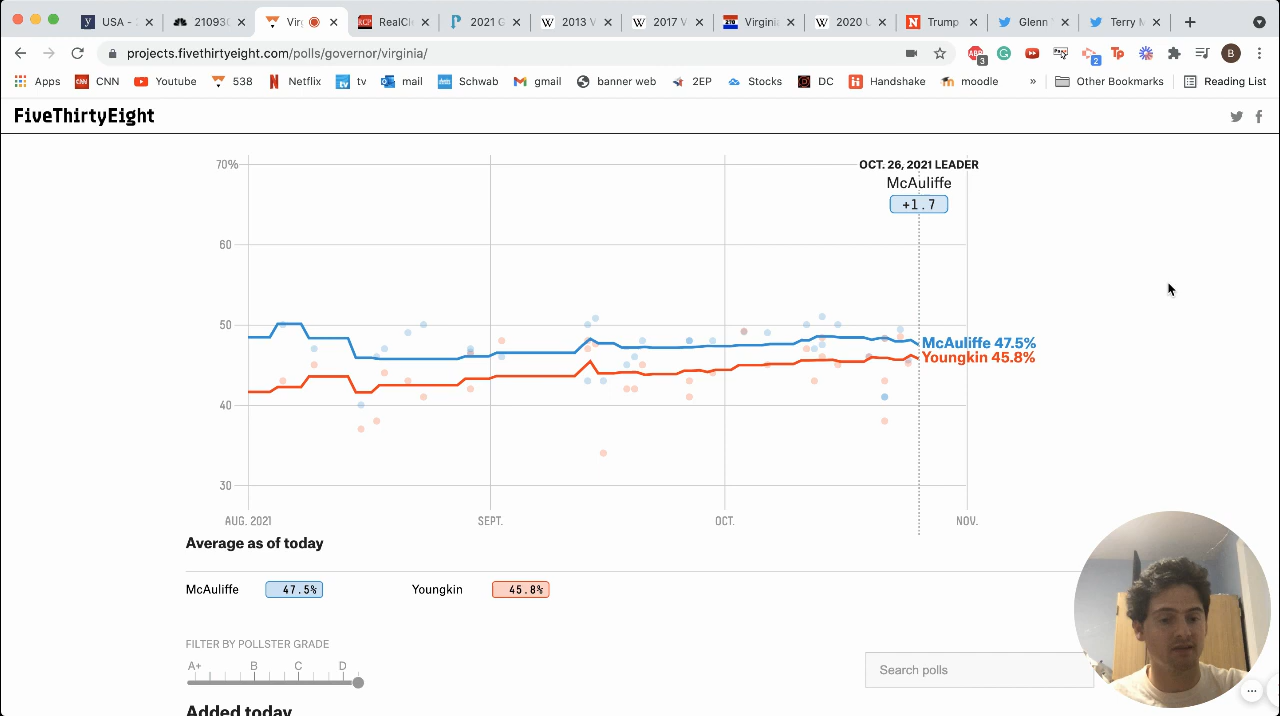 USA - 
21093
Vir
RealCle
2021 G
2013 V
2017 V
Virginia
2020 U
Trump
Glenn
Terry M
projects.fivethirtyeight.com/polls/governor/virginia/
B
3
2
Apps CNN Youtube 538 Netflix tv mail Schwab gmail banner web 2EP Stocks DC Handshake moodle » Other Bookmarks Reading List
FiveThirtyEight
OCT. 26, 2021 LEADER
McAuliffe
+1.7
70%
60
50
40
30
McAuliffe 47.5%
Youngkin 45.8%
AUG. 2021 SEPT. OCT. NOV.
Average as of today
McAuliffe 47.5% Youngkin 45.8%
FILTER BY POLLSTER GRADE
A+ B C D
Search polls
Added today